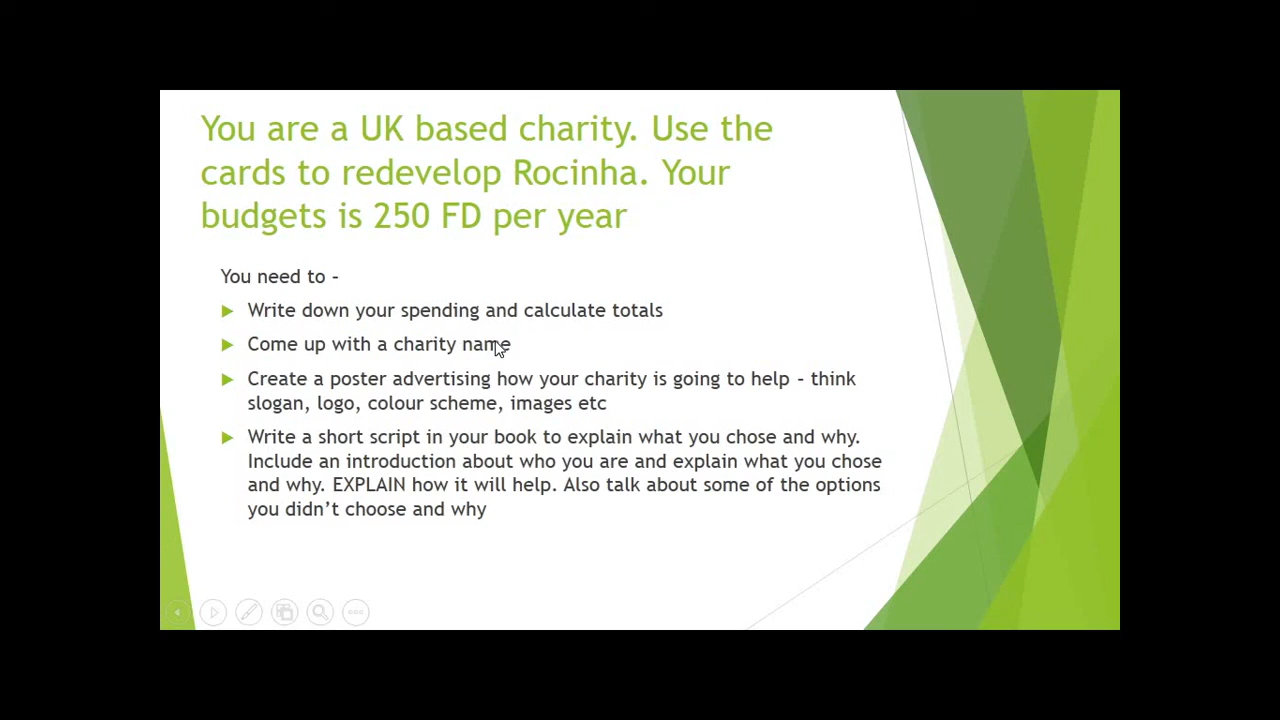 You are a UK based charity. Use the
cards to redevelop Rocinha. Your
budgets is 250 FD per year
You need to –
Write down your spending and calculate totals
Come up with a charity name
Create a poster advertising how your charity is going to help – think
slogan, logo, colour scheme, images etc
Write a short script in your book to explain what you chose and why.
Include an introduction about who you are and explain what you chose
and why. EXPLAIN how it will help. Also talk about some of the options
you didn’t choose and why